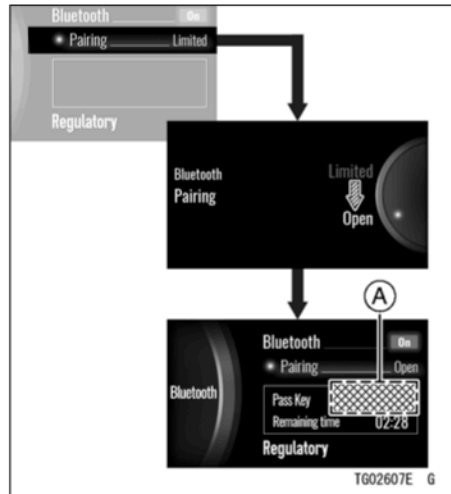 Bluetooth On
Pairing Limited
Regulatory
Bluetooth
Pairing
Limited
Open
A
Bluetooth
Bluetooth On
Pairing Open
Pass Key
Remaining time 02:28
Regulatory
TG02607E G